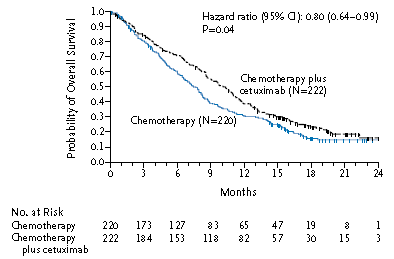 Hazard ratio (95% CI): 0.80 (0.64–0.99)
P=0.04
Probability of Overall Survival
1.0
0.9
0.8
0.7
0.6
0.5
0.4
0.3
0.2
0.1
0.0
Chemotherapy plus
cetuximab (N=222)
Chemotherapy (N=220)
0 3 6 9 12 15 18 21 24
Months
No. at Risk
Chemotherapy 220 173 127 83 65 47 19 8 1
Chemotherapy 222 184 153 118 82 57 30 15 3
plus cetuximab